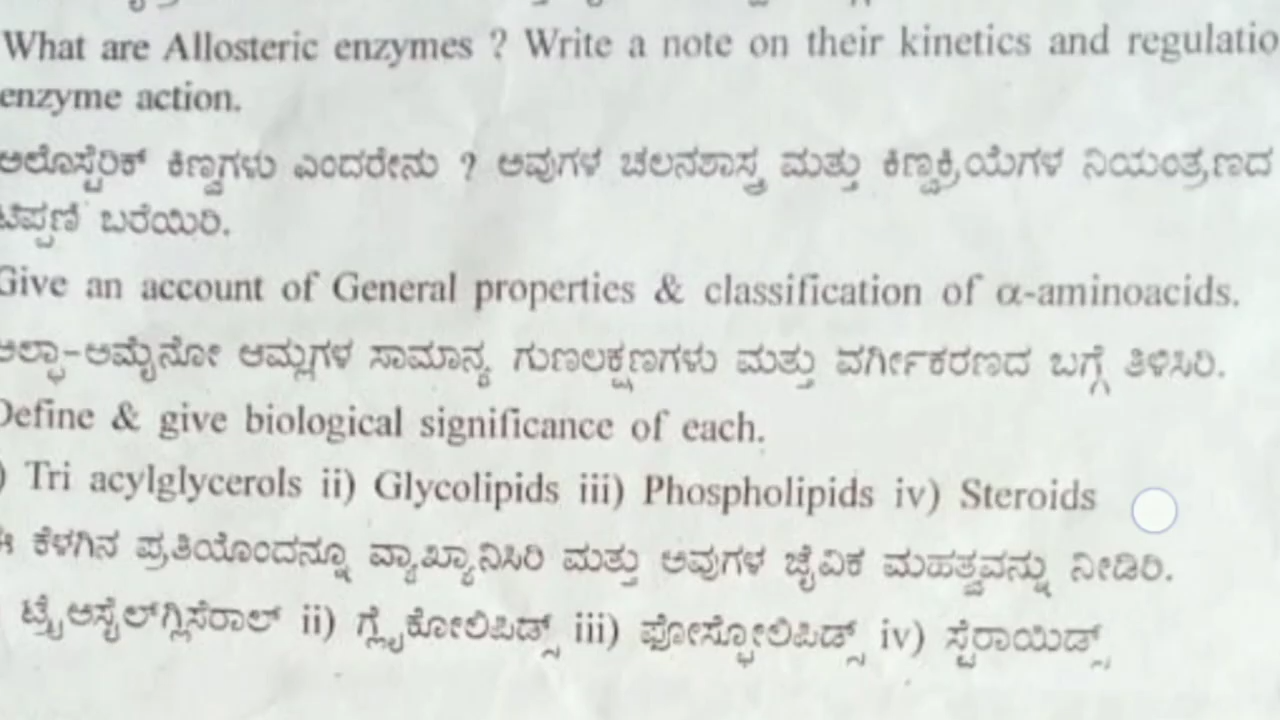 What are Allosteric enzymes ? Write a note on their kinetics and regulatio
enzyme action.
ಅಲೊಸ್ಟೆರಿಕ್ ಕಿಣ್ವಗಳು ಎಂದರೇನು ? ಅವುಗಳ ಚಲನಶಾಸ್ತ್ರ ಮತ್ತು ಕಿಣ್ವಕ್ರಿಯೆಗಳ ನಿಯಂತ್ರಣದ
ಟಿಪ್ಪಣಿ ಬರೆಯಿರಿ.
Give an account of General properties & classification of α-aminoacids.
ಆಲ್ಫಾ-ಅಮೈನೋ ಆಮ್ಲಗಳ ಸಾಮಾನ್ಯ ಗುಣಲಕ್ಷಣಗಳು ಮತ್ತು ವರ್ಗೀಕರಣದ ಬಗ್ಗೆ ತಿಳಿಸಿರಿ.
Define & give biological significance of each.
) Tri acylglycerols ii) Glycolipids iii) Phospholipids iv) Steroids
ಈ ಕೆಳಗಿನ ಪ್ರತಿಯೊಂದನ್ನೂ ವ್ಯಾಖ್ಯಾನಿಸಿರಿ ಮತ್ತು ಅವುಗಳ ಜೈವಿಕ ಮಹತ್ವವನ್ನು ನೀಡಿರಿ.
ಟ್ರೈಅಸೈಲ್‌ಗ್ಲಿಸೆರಾಲ್ ii) ಗ್ಲೈಕೋಲಿಪಿಡ್ಸ್ iii) ಫೋಸ್ಫೋಲಿಪಿಡ್ಸ್ iv) ಸ್ಟೆರಾಯಿಡ್ಸ್